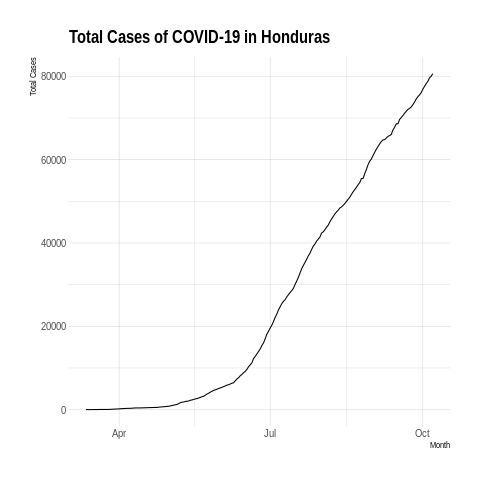 Total Cases of COVID-19 in Honduras
Total Cases
80000
60000
40000
20000
0
Apr
Jul
Oct
Month